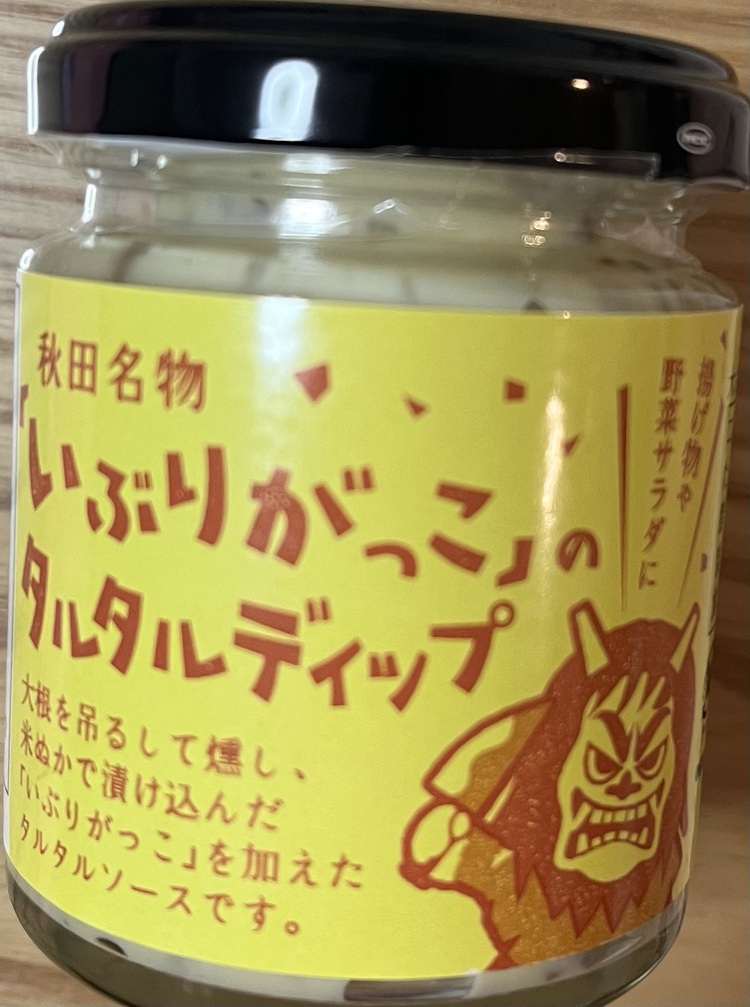 秋田名物
「いぶりがっこ」の
タルタルディップ
揚げ物や
野菜サラダに
大根を吊るして燻し、
米ぬかで漬け込んだ
「いぶりがっこ」を加えた
タルタルソースです。